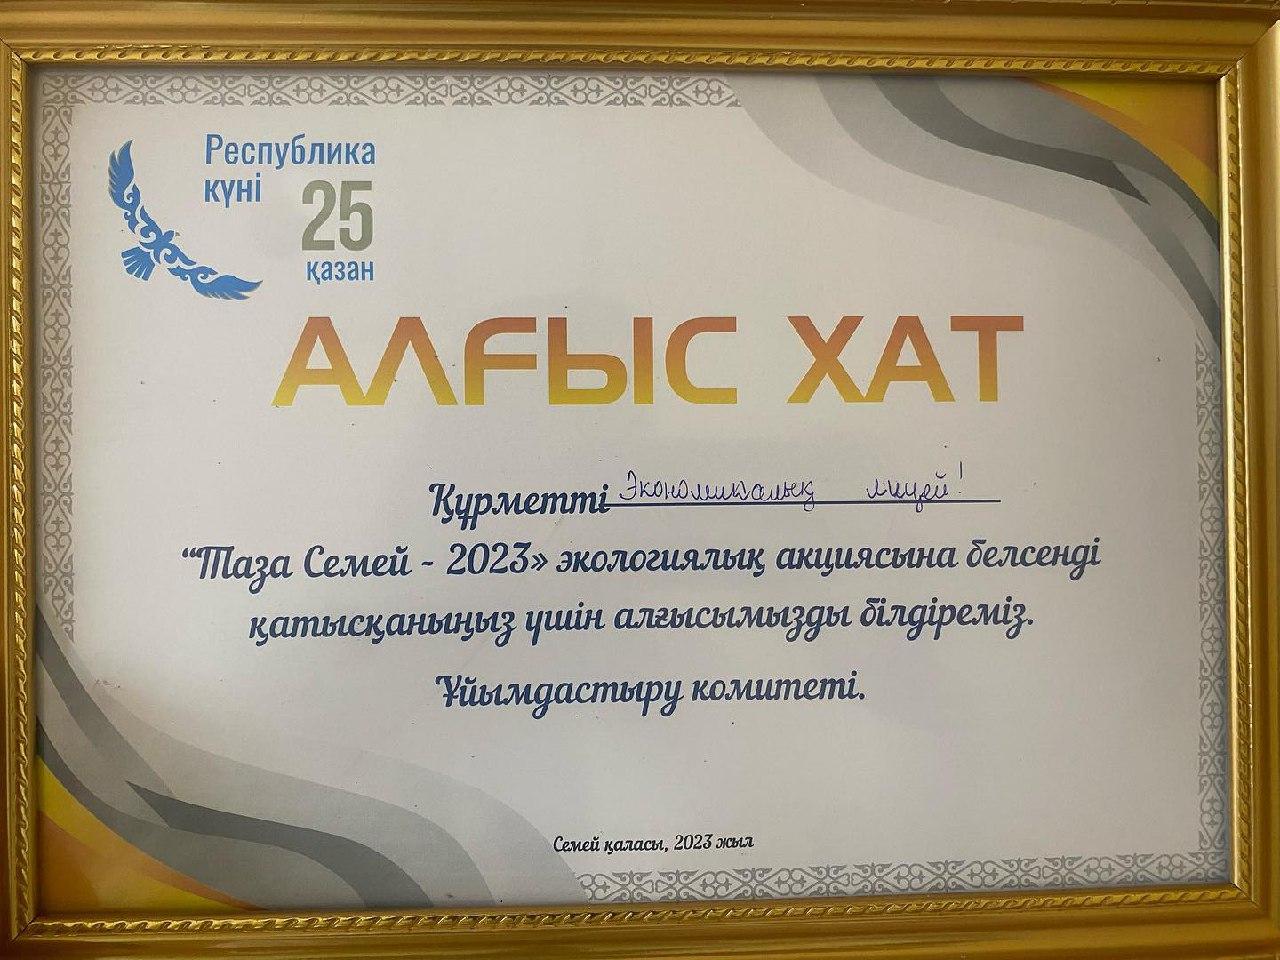 Республика
күні
25
қазан
АЛҒЫС ХАТ
Құрметті Экономикалық лицей!
“Таза Семей - 2023» экологиялық акциясына белсенді
қатысқаныңыз үшін алғысымызды білдіреміз.
Ұйымдастыру комитеті.
Семей қаласы, 2023 жыл